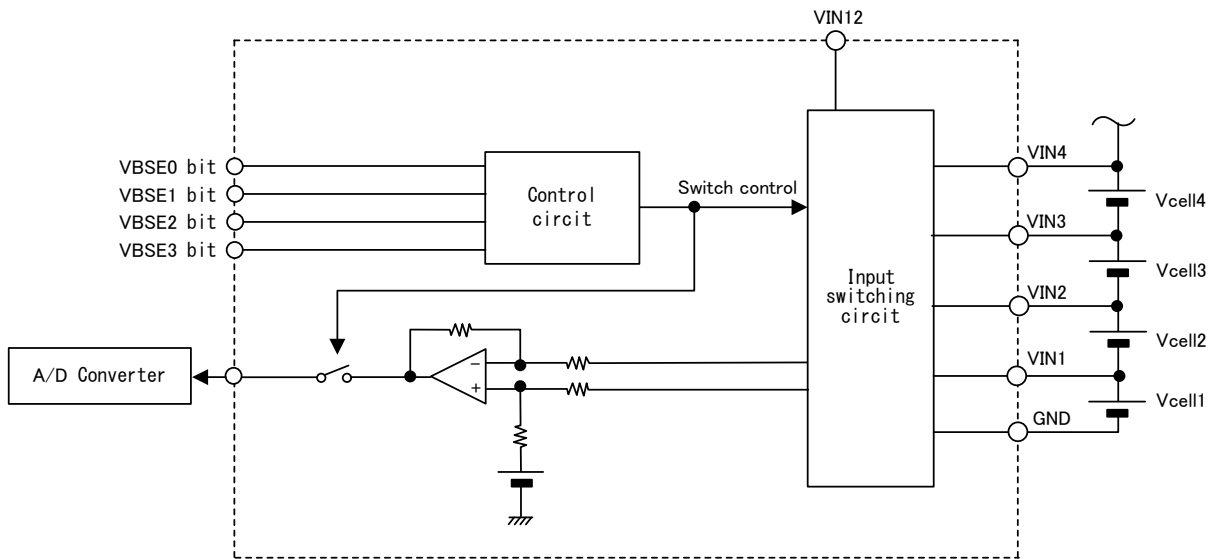 VIN12
VBSE0 bit
VBSE1 bit
VBSE2 bit
VBSE3 bit
Control
circit
Switch control
Input
switching
circit
VIN4
VIN3
VIN2
VIN1
GND
Vcell4
Vcell3
Vcell2
Vcell1
A/D Converter
-
+